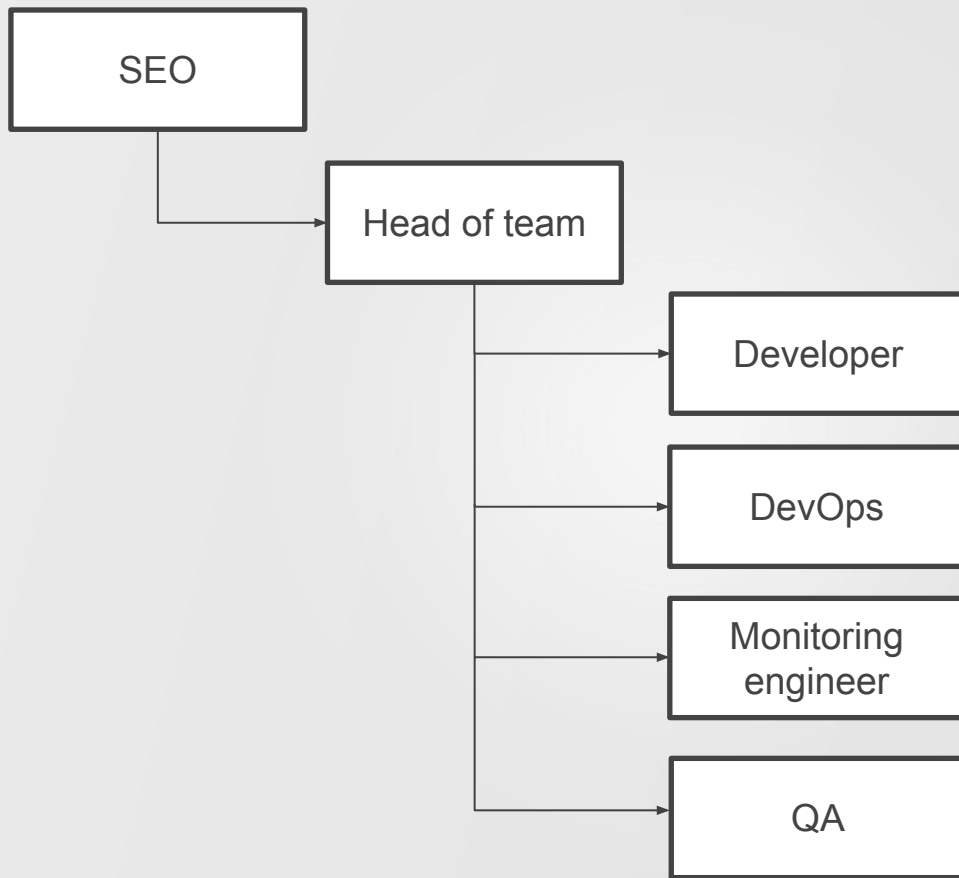 SEO
Head of team
Developer
DevOps
Monitoring
engineer
QA